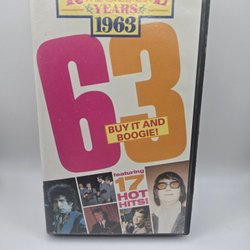 YEARS
1963
63
BUY IT AND
BOOGIE!
featuring
17
HOT
HITS!